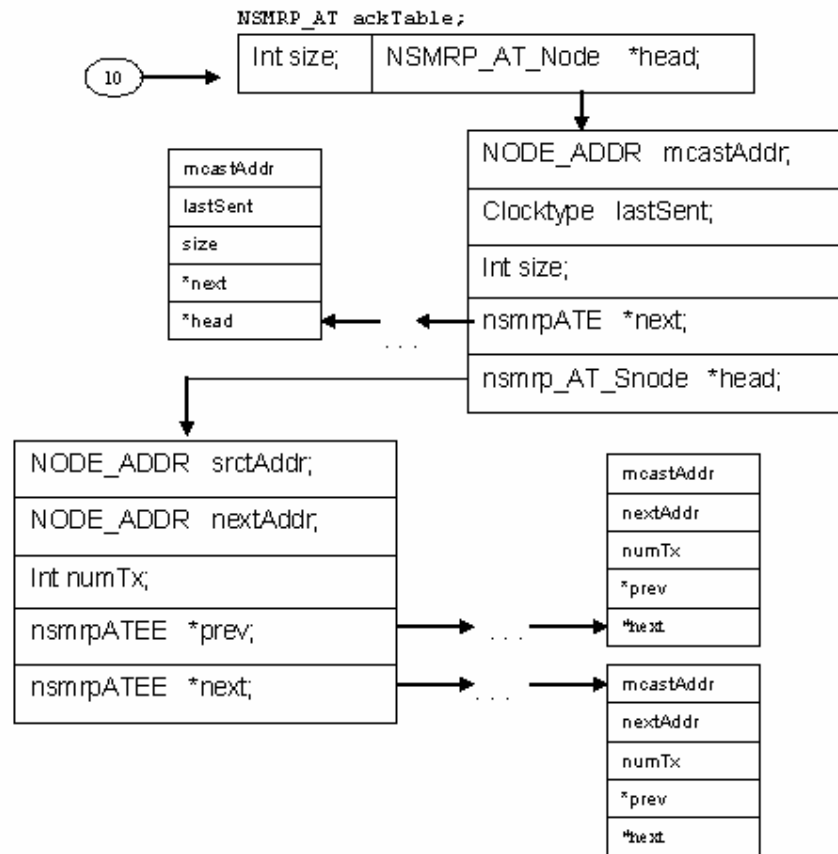 NSMRP_AT ackTable;
10
Int size;
NSMRP_AT_Node *head;
NODE_ADDR mcastAddr;
Clocktype lastSent;
Int size;
nsmrpATE *next;
nsmrp_AT_Snode *head;
mcastAddr
lastSent
size
*next
*head
. . .
NODE_ADDR srctAddr;
NODE_ADDR nextAddr;
Int numTx;
nsmrpATEE *prev;
nsmrpATEE *next;
. . .
. . .
mcastAddr
nextAddr
numTx
*prev
*next
mcastAddr
nextAddr
numTx
*prev
*next